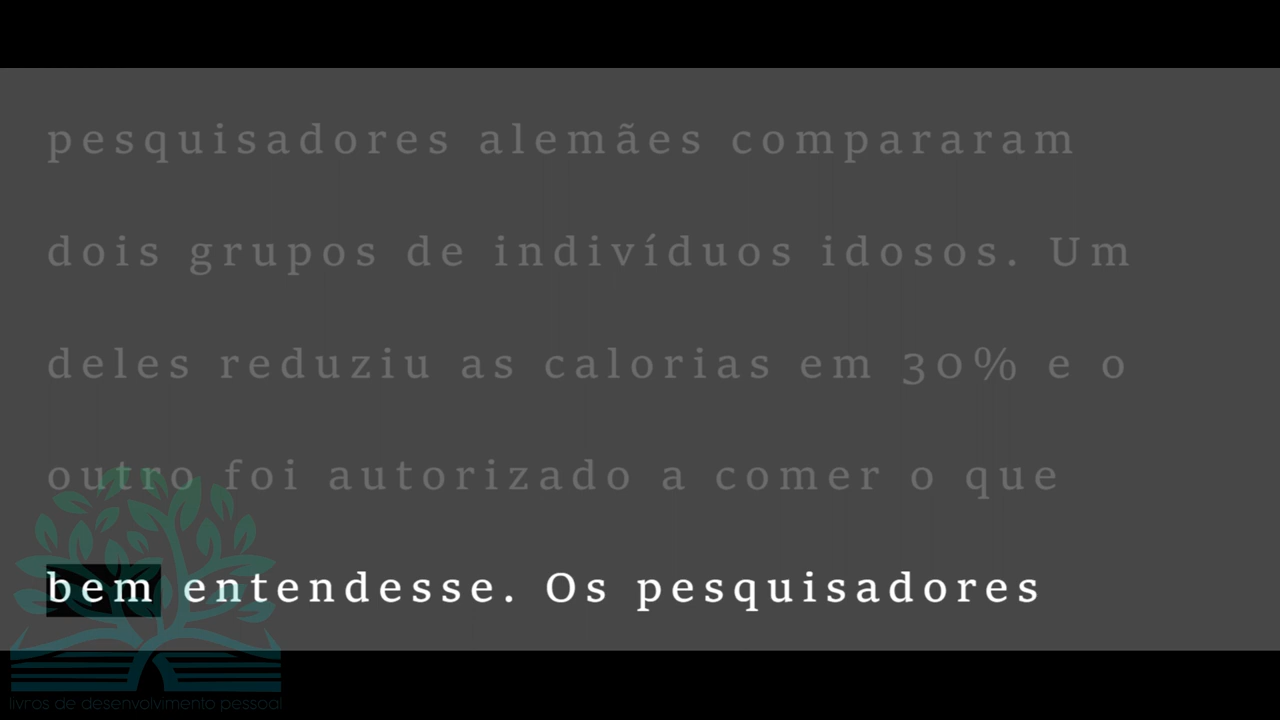 pesquisadores alemães compararam
dois grupos de indivíduos idosos. Um
deles reduziu as calorias em 30% e o
outro foi autorizado a comer o que
bem entendesse. Os pesquisadores
livros de desenvolvimento pessoal